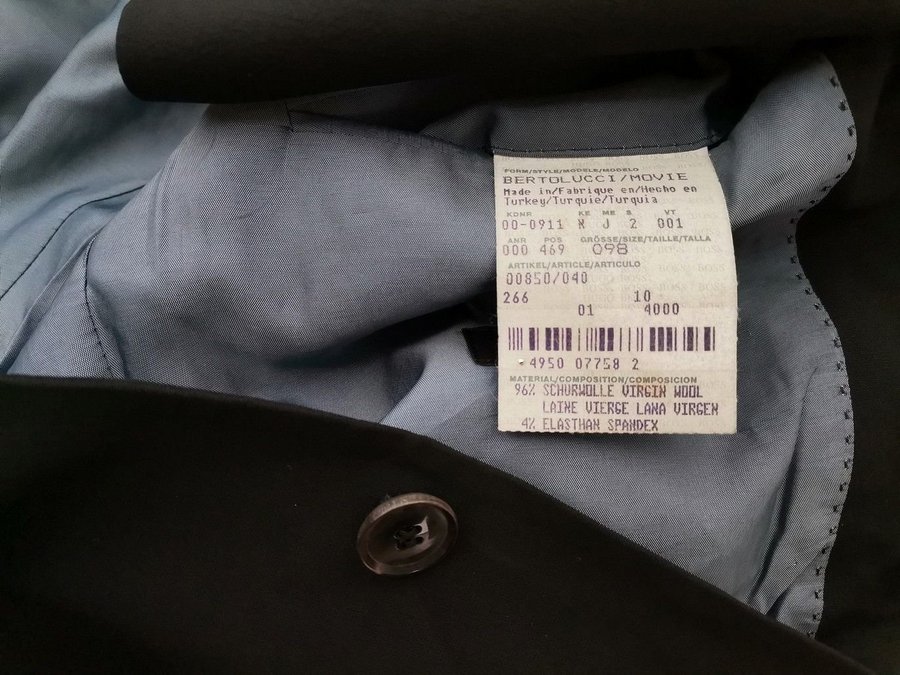 FORM/STYLE/MODELE/MODELO
BERTOLUCCI/MOVIE
Made in/Fabrique en/Hecho en
Turkey/Turquie/Turquia
KDNR KE ME S VT
00-0911 N J 2 001
ANR POS GRÖSSE/SIZE/TAILLE/TALLA
000 469 098
ARTIKEL/ARTICLE/ARTICULO
00850/040
266 10
01 4000
4950 07758 2
MATERIAL/COMPOSITION/COMPOSICION
96% SCHURWOLLE VIRGIN WOOL
LAINE VIERGE LANA VIRGEN
4% ELASTHAN SPANDEX